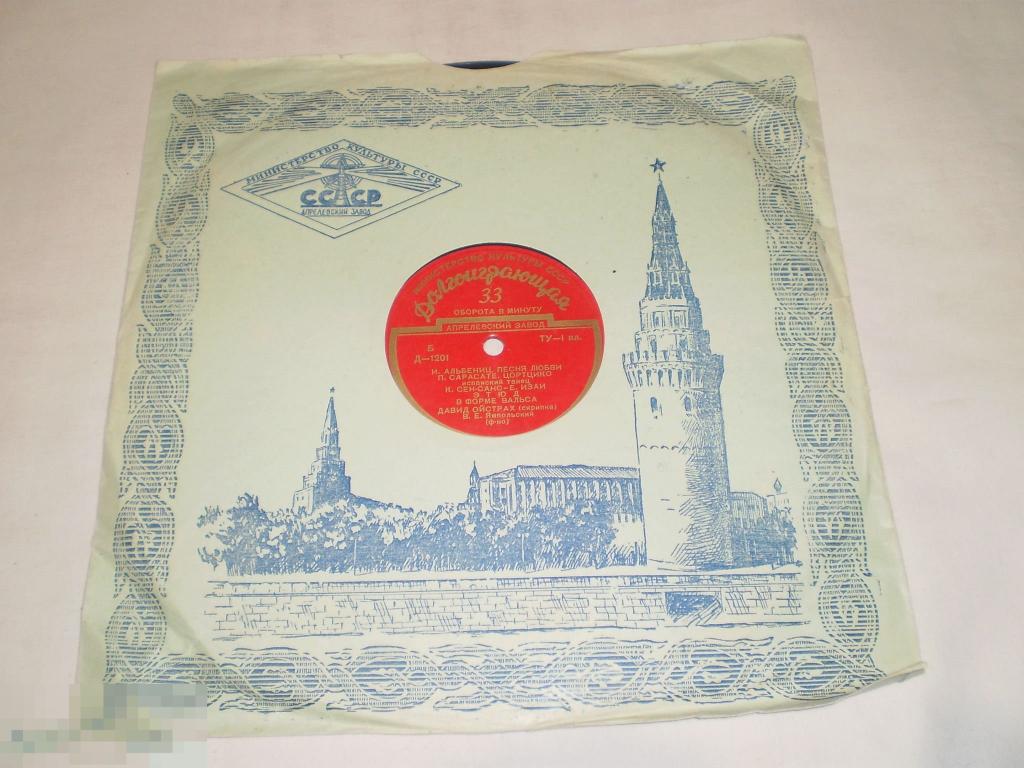 МИНИСТЕРСТВО КУЛЬТУРЫ СССР
СССР
АПРЕЛЕВСКИЙ ЗАВОД
МИНИСТЕРСТВО КУЛЬТУРЫ СССР
Долгоиграющая
33
ОБОРОТА В МИНУТУ
АПРЕЛЕВСКИЙ ЗАВОД
Б
Д—1201
ТУ—1 вл.
И. АЛЬБЕНИЦ. ПЕСНЯ ЛЮБВИ
П. САРАСАТЕ. ЦОРТЦИКО
испанский танец
К. СЕН-САНС—Е. ИЗАИ
ЭТЮД
В ФОРМЕ ВАЛЬСА
ДАВИД ОЙСТРАХ (скрипка)
В. Е. Ямпольский
(ф-но)